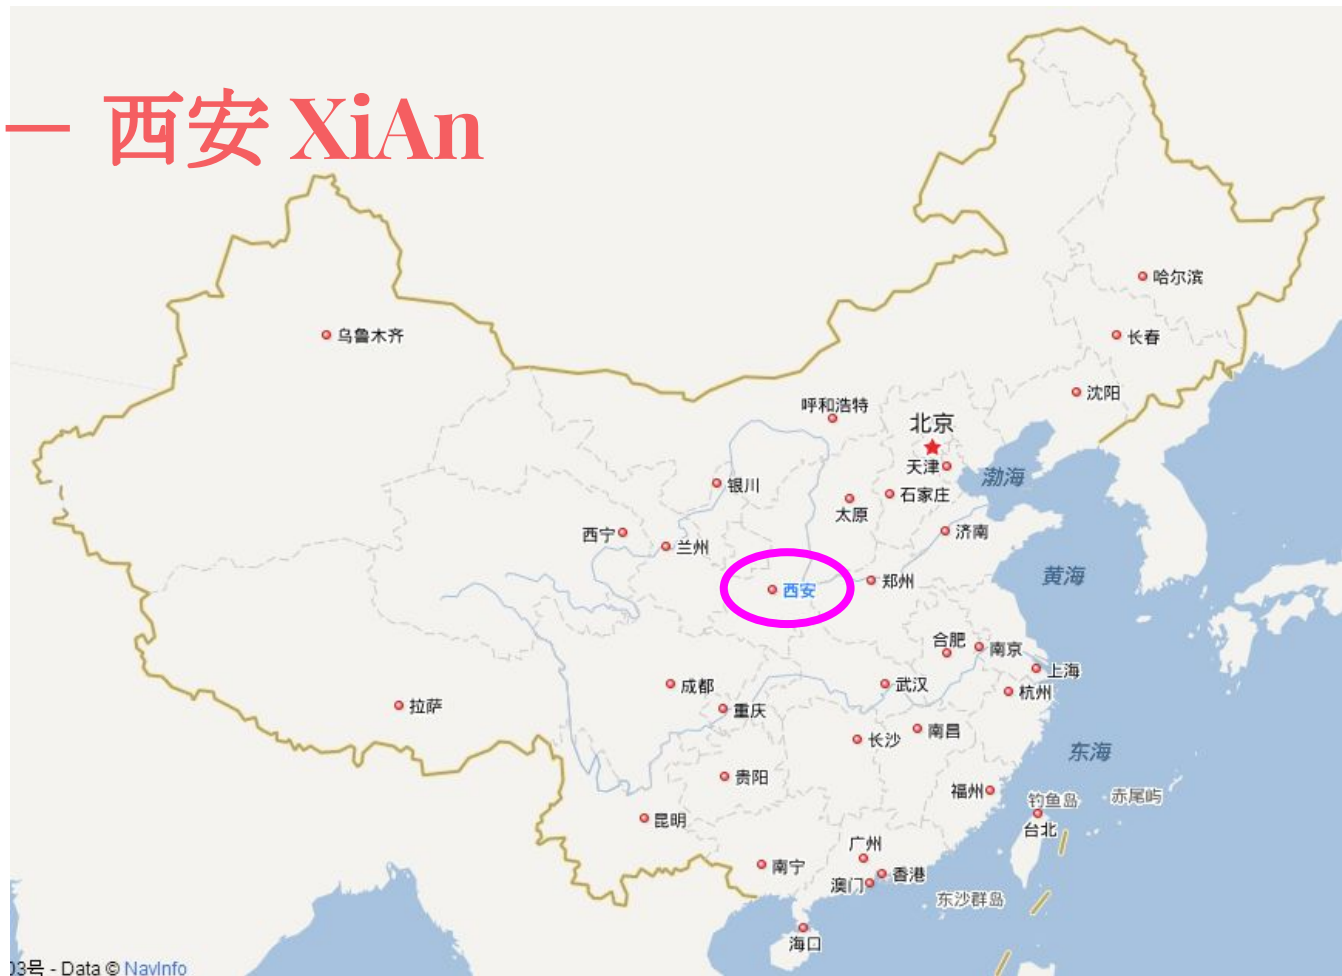 一 西安 XiAn
哈尔滨
乌鲁木齐
长春
沈阳
呼和浩特
北京
天津
渤海
银川
石家庄
太原
西宁
兰州
济南
黄海
郑州
西安
合肥
南京
上海
成都
武汉
杭州
拉萨
重庆
南昌
长沙
东海
贵阳
福州
钓鱼岛
赤尾屿
昆明
台北
广州
南宁
香港
澳门
东沙群岛
海口
03号 - Data © NavInfo